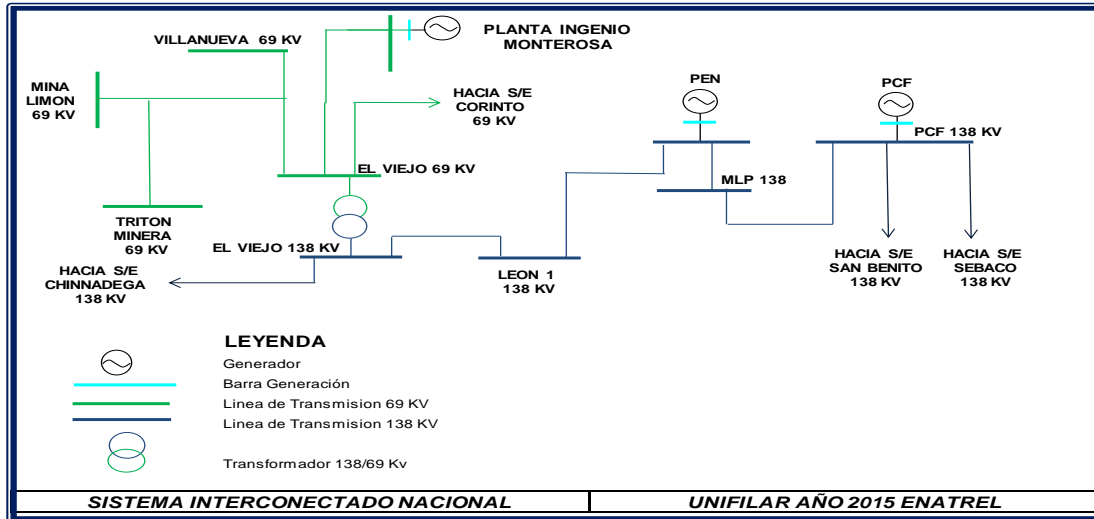 PLANTA INGENIO
MONTEROSA
VILLANUEVA 69 KV
MINA
LIMON
69 KV
HACIA S/E
CORINTO
69 KV
PEN
PCF
PCF 138 KV
EL VIEJO 69 KV
MLP 138
TRITON
MINERA
69 KV
EL VIEJO 138 KV
HACIA S/E
CHINNADEGA
138 KV
LEON 1
138 KV
HACIA S/E
SAN BENITO
138 KV
HACIA S/E
SEBACO
138 KV
LEYENDA
Generador
Barra Generación
Linea de Transmision 69 KV
Linea de Transmision 138 KV
Transformador 138/69 Kv
SISTEMA INTERCONECTADO NACIONAL
UNIFILAR AÑO 2015 ENATREL